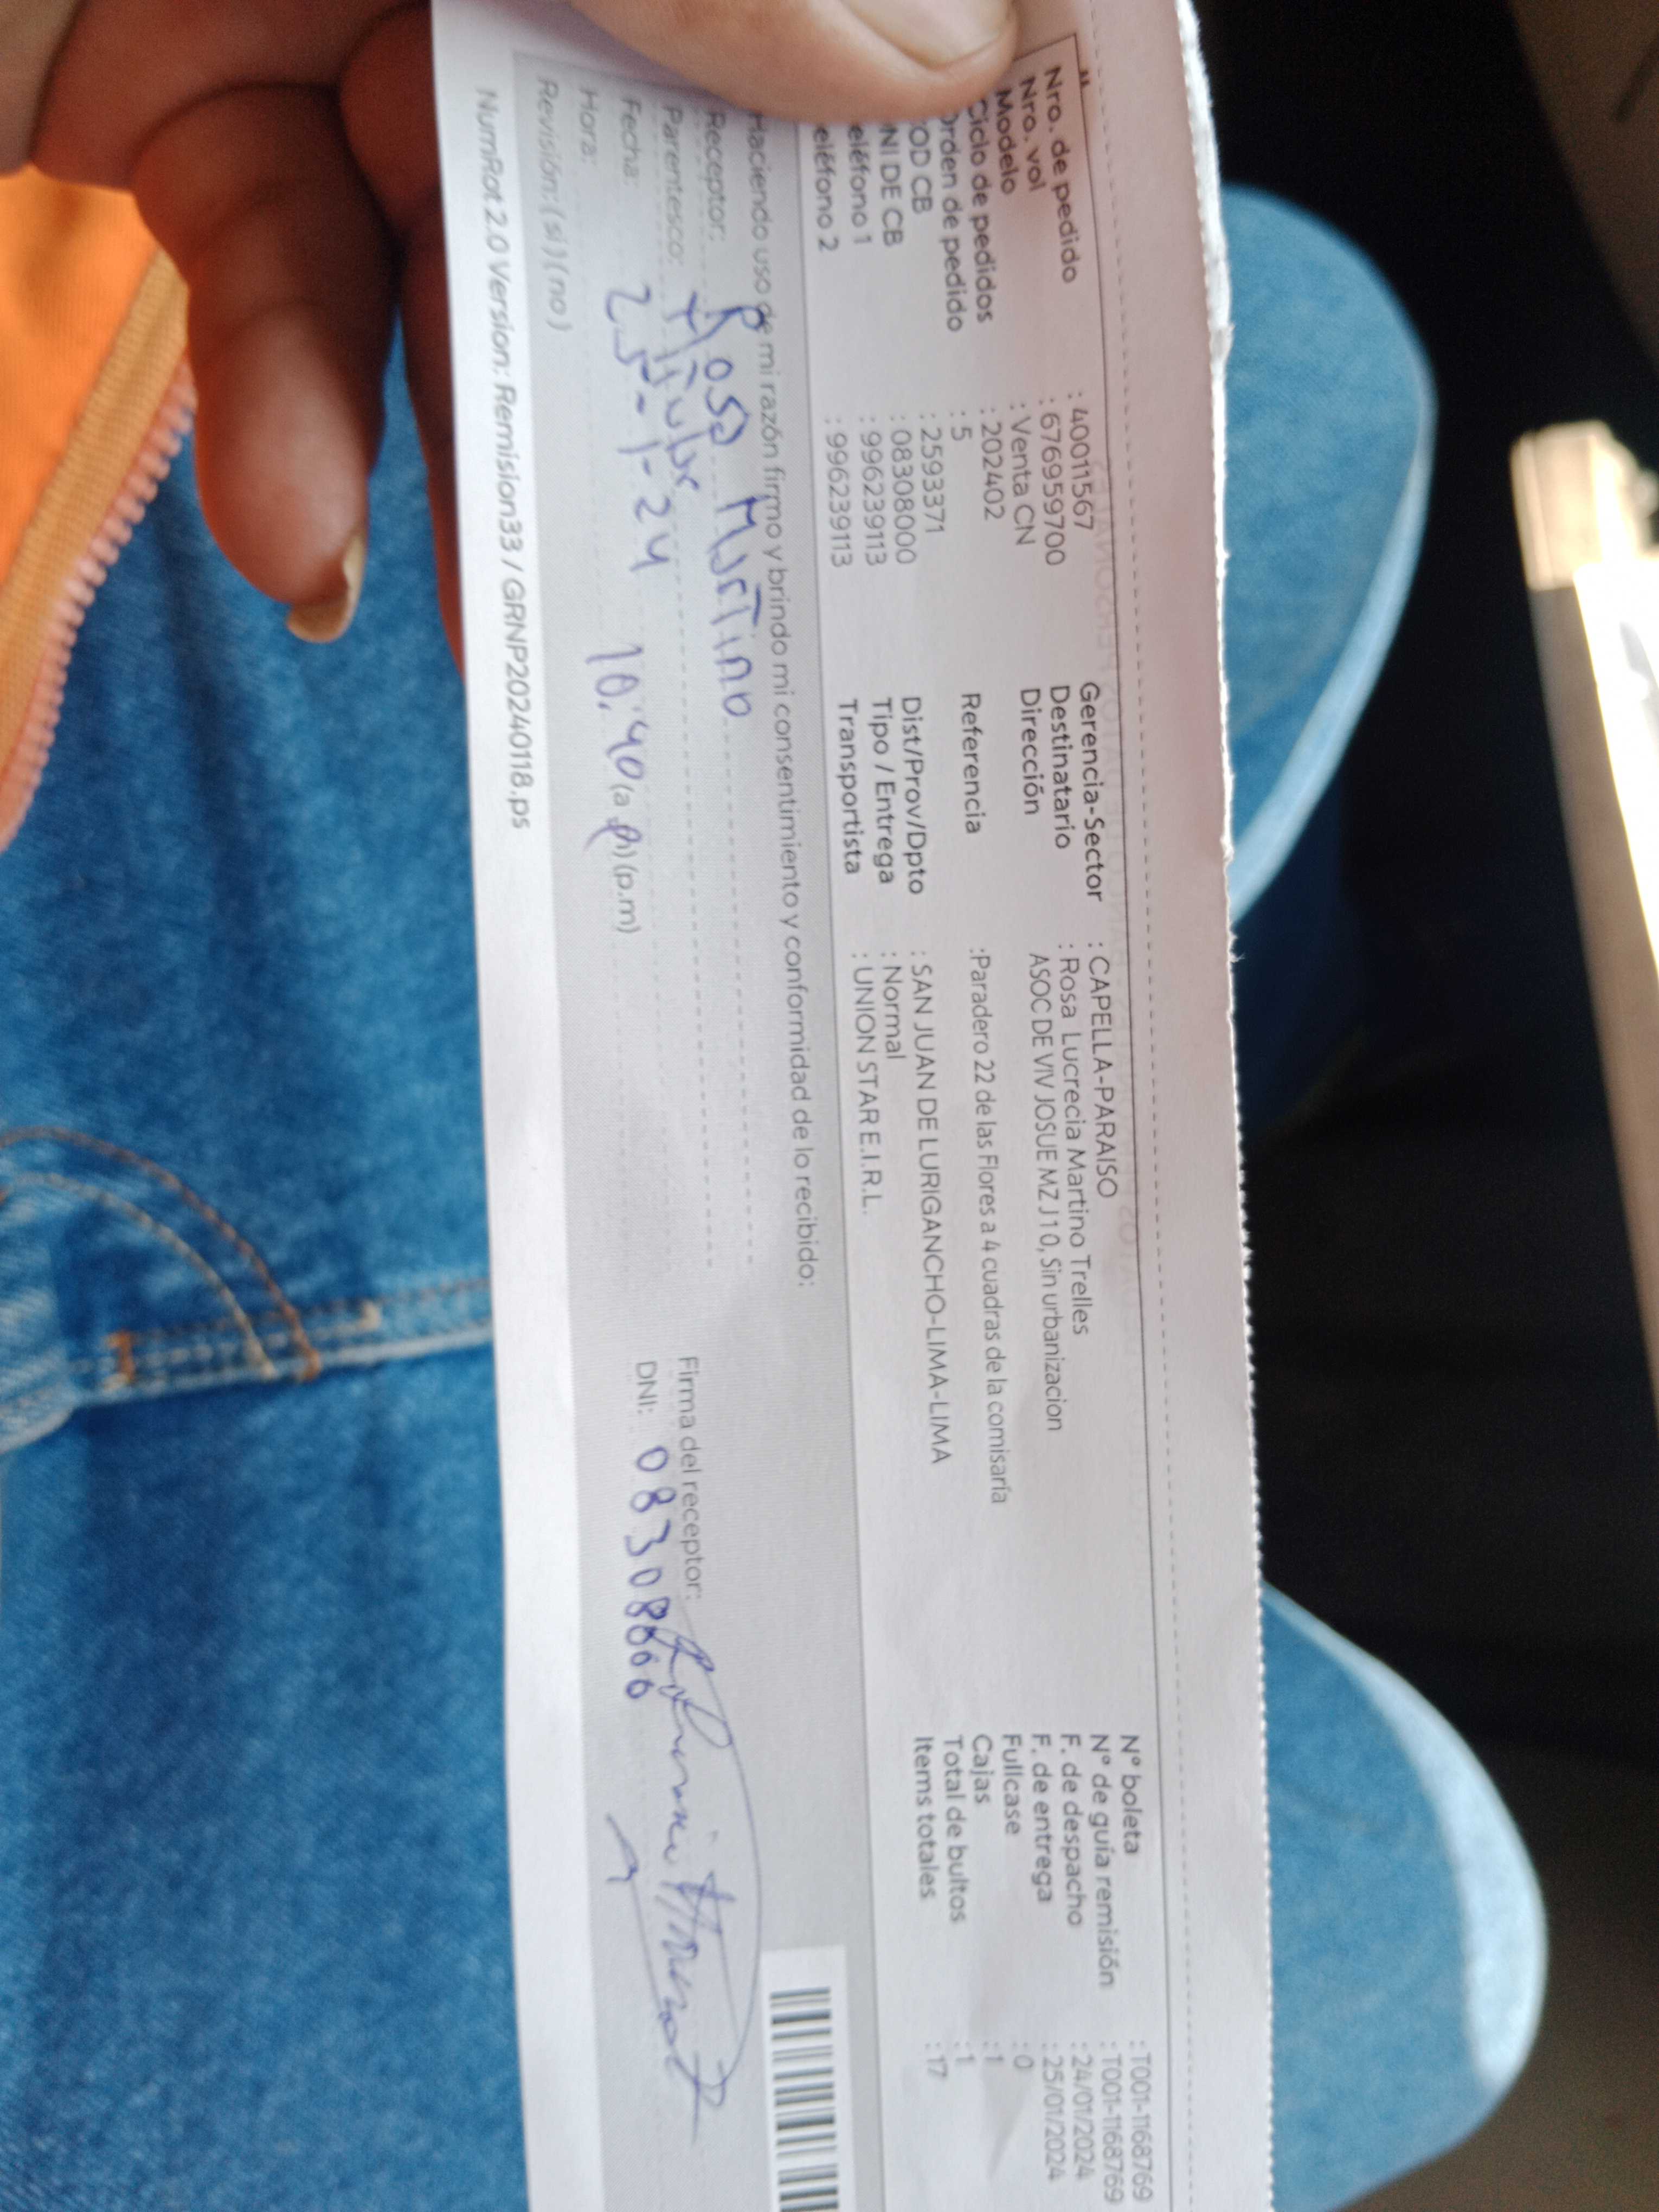 Nro. de pedido : 40011567
Nro. vol : 676959700
Modelo : Venta CN
Ciclo de pedidos : 202402
Orden de pedido : 5
OD CB : 2593371
NI DE CB : 08308000
eléfono 1 : 996239113
eléfono 2 : 996239113
Gerencia-Sector : CAPELLA-PARAISO
Destinatario : Rosa Lucrecia Martino Trelles
Dirección ASOC DE VIV JOSUE MZ J 1 0, Sin urbanizacion
Referencia :Paradero 22 de las Flores a 4 cuadras de la comisaría
Dist/Prov/Dpto : SAN JUAN DE LURIGANCHO-LIMA-LIMA
Tipo / Entrega : Normal
Transportista : UNION STAR E.I.R.L.
N° boleta : T001-1168769
N° de guía remisión : T001-1168769
F. de despacho : 24/01/2024
F. de entrega : 25/01/2024
Fullcase : 0
Cajas : 1
Total de bultos : 1
Items totales : 17
Haciendo uso de mi razón firmo y brindo mi consentimiento y conformidad de lo recibido:
Receptor: Rosa Martino
Parentesco: Titular
Fecha: 25-1-24
Hora: 10:40 (a.m) (p.m)
Revisión: (si) (no)
Firma del receptor:
DNI: 08308000
NumRot 2.0 Version: Remision33 / GRNP20240118.ps